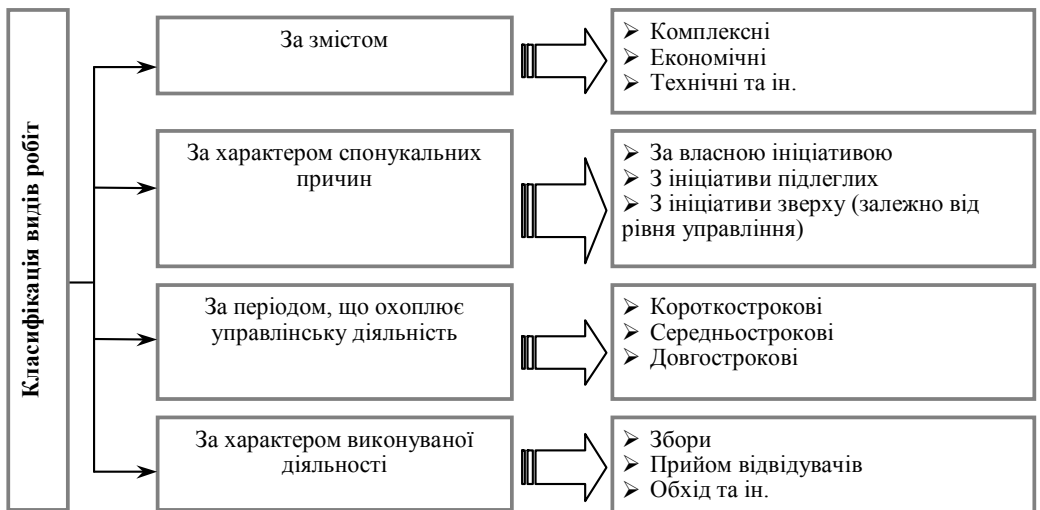 Класифікація видів робіт
За змістом
➢ Комплексні
➢ Економічні
➢ Технічні та ін.
За характером спонукальних
причин
➢ За власною ініціативою
➢ З ініціативи підлеглих
➢ З ініціативи зверху (залежно від
рівня управління)
За періодом, що охоплює
управлінську діяльність
➢ Короткострокові
➢ Середньострокові
➢ Довгострокові
За характером виконуваної
діяльності
➢ Збори
➢ Прийом відвідувачів
➢ Обхід та ін.